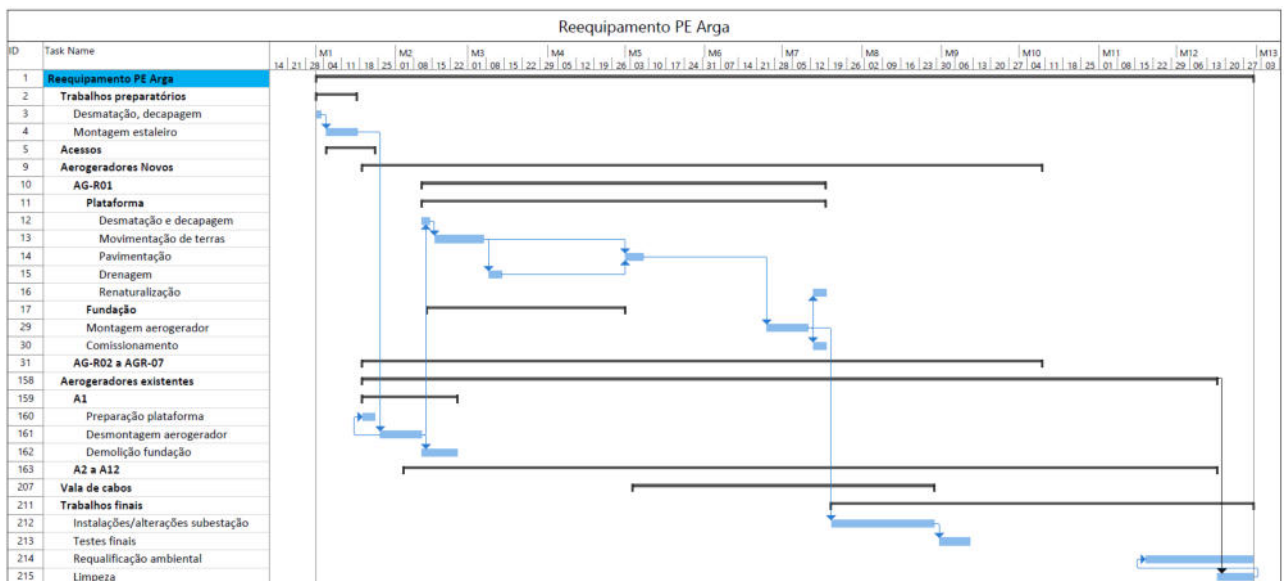 Reequipamento PE Arga
ID Task Name M1 M2 M3 M4 M5 M6 M7 M8 M9 M10 M11 M12 M13
14 21 28 04 11 18 25 01 08 15 22 01 08 15 22 29 05 12 19 26 03 10 17 24 31 07 14 21 28 05 12 19 26 02 09 16 23 30 06 13 20 27 04 11 18 25 01 08 15 22 29 06 13 20 27 03
1 Reequipamento PE Arga
2 Trabalhos preparatórios
3 Desmatação, decapagem
4 Montagem estaleiro
5 Acessos
9 Aerogeradores Novos
10 AG-R01
11 Plataforma
12 Desmatação e decapagem
13 Movimentação de terras
14 Pavimentação
15 Drenagem
16 Renaturalização
17 Fundação
29 Montagem aerogerador
30 Comissionamento
31 AG-R02 a AGR-07
158 Aerogeradores existentes
159 A1
160 Preparação plataforma
161 Desmontagem aerogerador
162 Demolição fundação
163 A2 a A12
207 Vala de cabos
211 Trabalhos finais
212 Instalações/alterações subestação
213 Testes finais
214 Requalificação ambiental
215 Limpeza